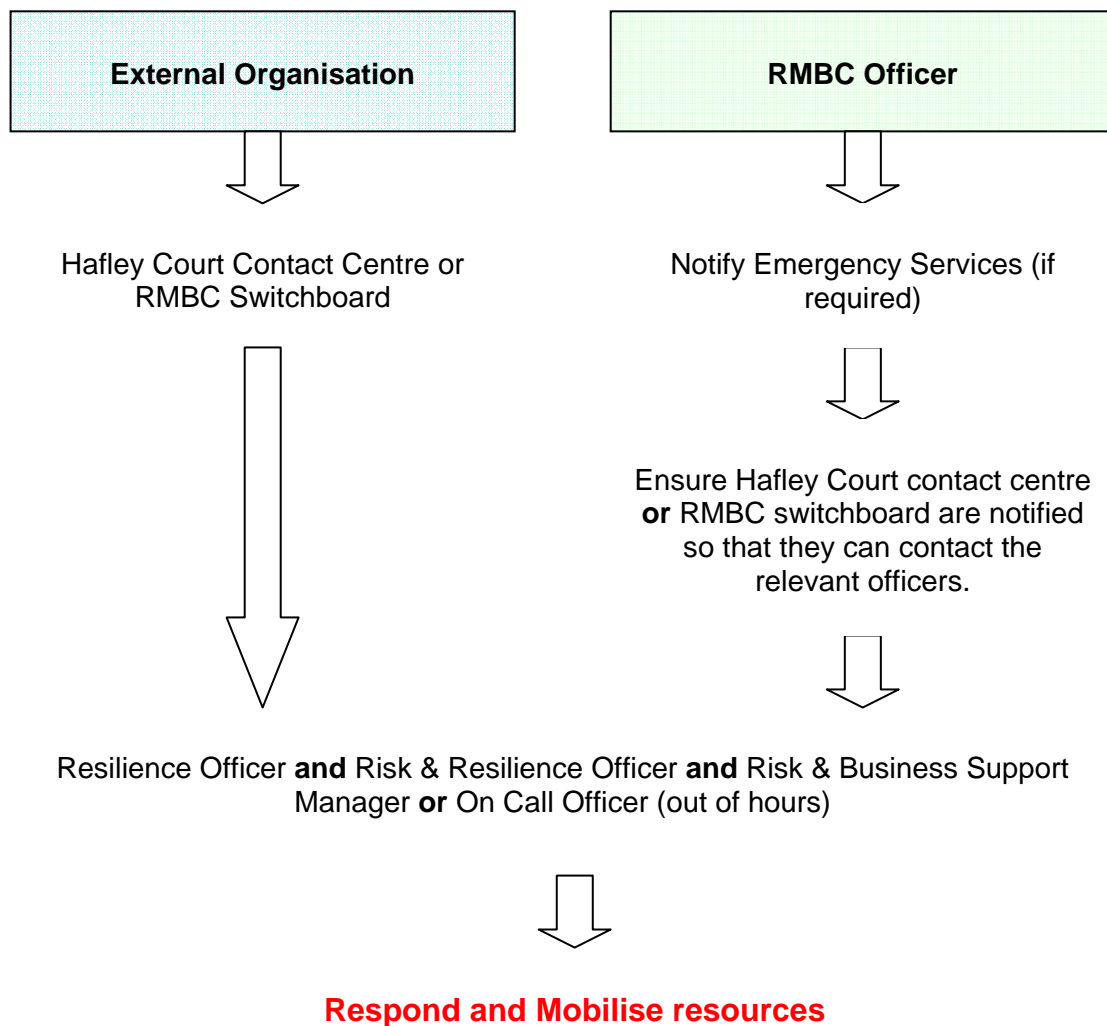 External Organisation
RMBC Officer
Hafley Court Contact Centre or
RMBC Switchboard
Notify Emergency Services (if
required)
Ensure Hafley Court contact centre
or RMBC switchboard are notified
so that they can contact the
relevant officers.
Resilience Officer and Risk & Resilience Officer and Risk & Business Support
Manager or On Call Officer (out of hours)
Respond and Mobilise resources